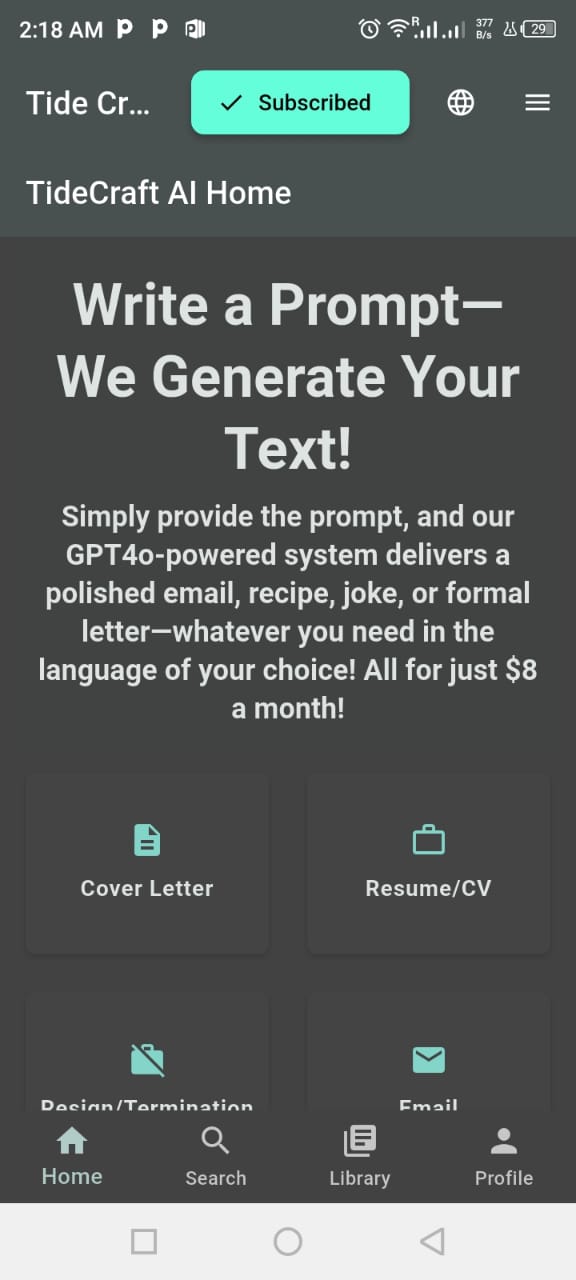 2:18 AM
377
B/s
29
R
Tide Cr...
Subscribed
TideCraft AI Home
Write a Prompt—
We Generate Your
Text!
Simply provide the prompt, and our
GPT4o-powered system delivers a
polished email, recipe, joke, or formal
letter—whatever you need in the
language of your choice! All for just $8
a month!
Cover Letter
Resume/CV
Resign/Termination
Email
Home
Search
Library
Profile